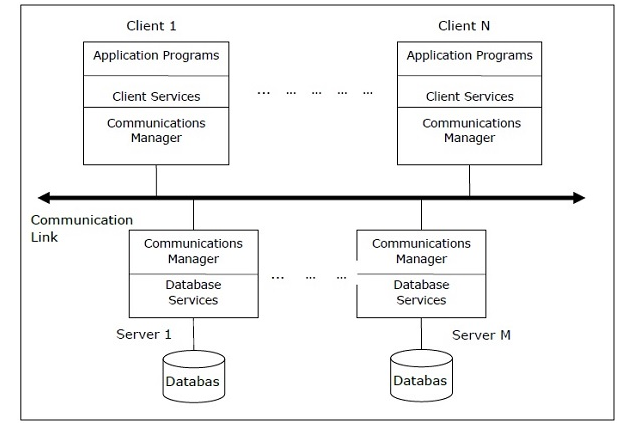 Client 1
Client N
Application Programs
Client Services
Communications
Manager
... ... ... ... ...
Application Programs
Client Services
Communications
Manager
Communication
Link
Communications
Manager
Database
Services
... ... ...
Communications
Manager
Database
Services
Server 1
Server M
Databas
Databas